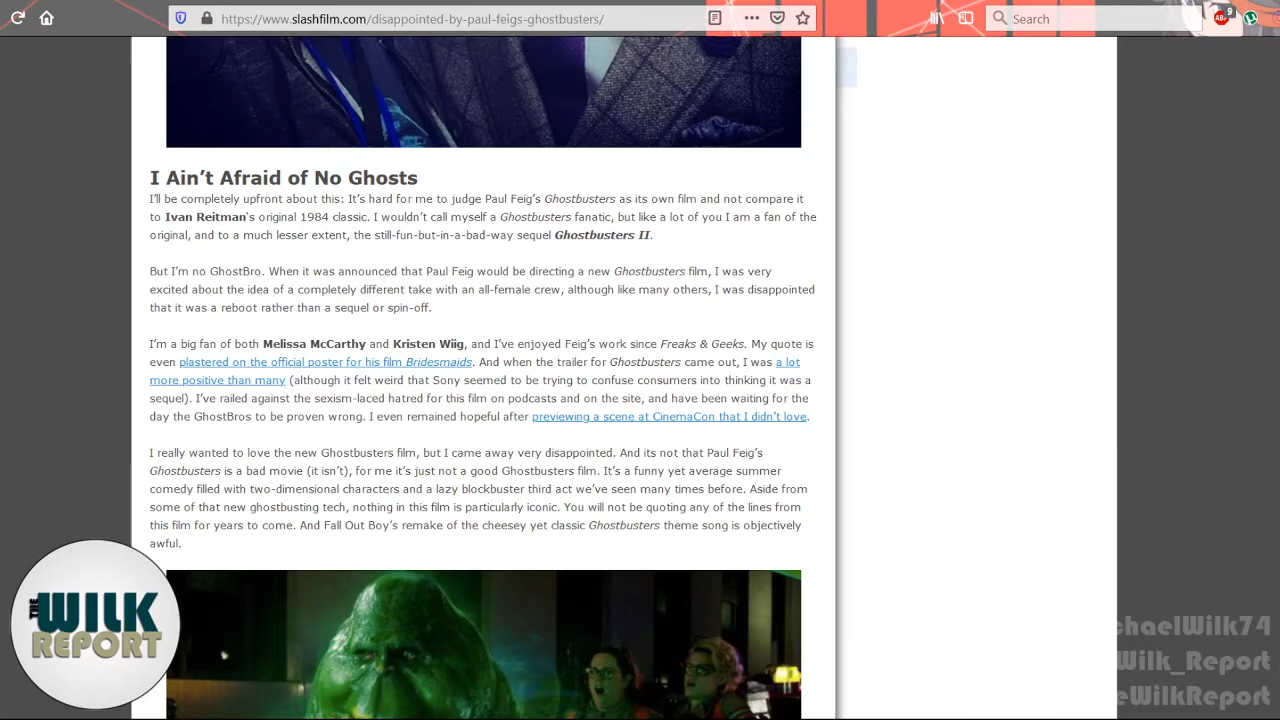 https://www.slashfilm.com/disappointed-by-paul-feigs-ghostbusters/
Search
ABP
9
I Ain’t Afraid of No Ghosts
I’ll be completely upfront about this: It’s hard for me to judge Paul Feig’s Ghostbusters as its own film and not compare it
to Ivan Reitman‘s original 1984 classic. I wouldn’t call myself a Ghostbusters fanatic, but like a lot of you I am a fan of the
original, and to a much lesser extent, the still-fun-but-in-a-bad-way sequel Ghostbusters II.
But I’m no GhostBro. When it was announced that Paul Feig would be directing a new Ghostbusters film, I was very
excited about the idea of a completely different take with an all-female crew, although like many others, I was disappointed
that it was a reboot rather than a sequel or spin-off.
I’m a big fan of both Melissa McCarthy and Kristen Wiig, and I’ve enjoyed Feig’s work since Freaks & Geeks. My quote is
even plastered on the official poster for his film Bridesmaids. And when the trailer for Ghostbusters came out, I was a lot
more positive than many (although it felt weird that Sony seemed to be trying to confuse consumers into thinking it was a
sequel). I’ve railed against the sexism-laced hatred for this film on podcasts and on the site, and have been waiting for the
day the GhostBros to be proven wrong. I even remained hopeful after previewing a scene at CinemaCon that I didn’t love.
I really wanted to love the new Ghostbusters film, but I came away very disappointed. And its not that Paul Feig’s
Ghostbusters is a bad movie (it isn’t), for me it’s just not a good Ghostbusters film. It’s a funny yet average summer
comedy filled with two-dimensional characters and a lazy blockbuster third act we’ve seen many times before. Aside from
some of that new ghostbusting tech, nothing in this film is particularly iconic. You will not be quoting any of the lines from
this film for years to come. And Fall Out Boy’s remake of the cheesey yet classic Ghostbusters theme song is objectively
awful.
THE WILK
REPORT
chaelWilk74
Wilk_Report
eWilkReport